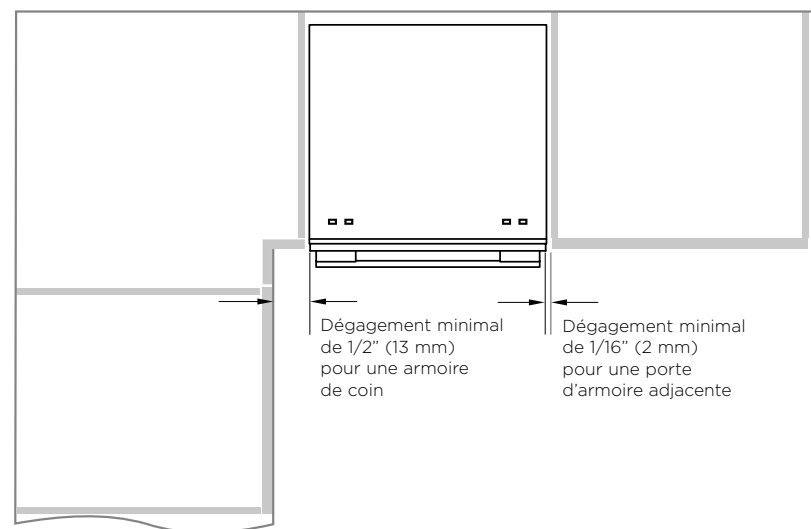 Dégagement minimal
de 1/2” (13 mm)
pour une armoire
de coin
Dégagement minimal
de 1/16” (2 mm)
pour une porte
d’armoire adjacente